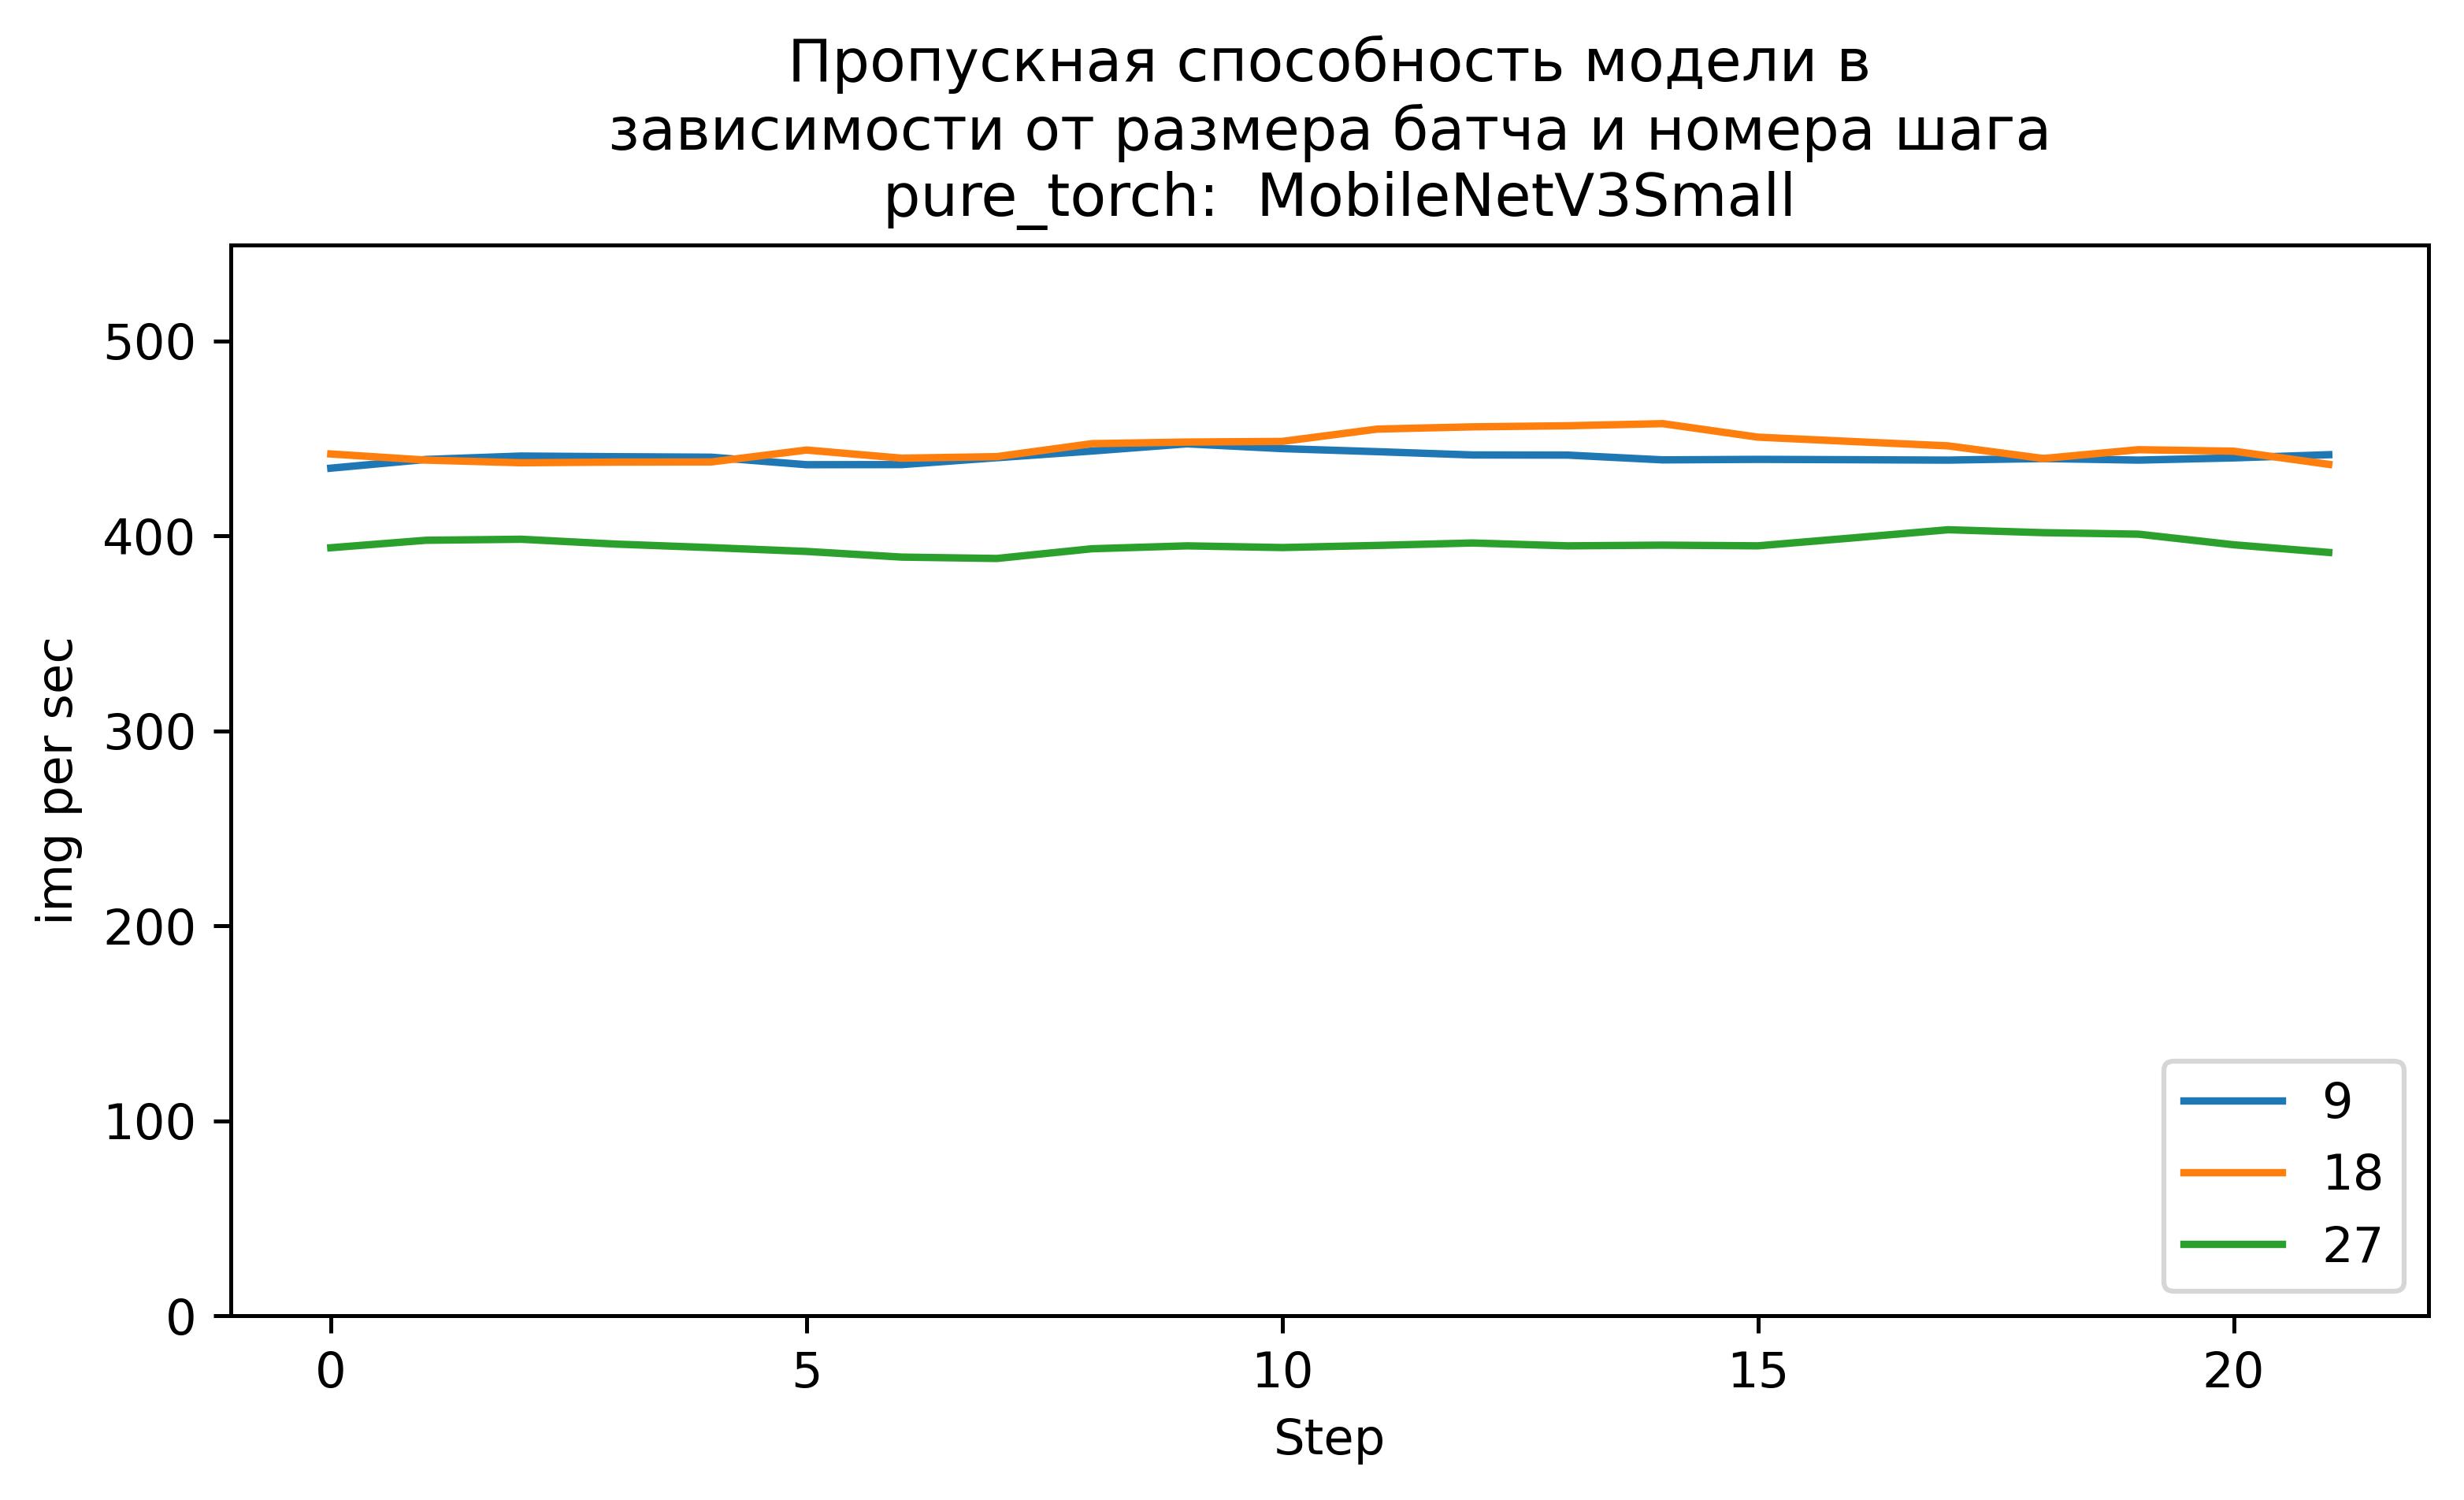 Пропускная способность модели в
зависимости от размера батча и номера шага
pure_torch:  MobileNetV3Small
img per sec
500
400
300
200
100
0
0 5 10 15 20
Step
9
18
27